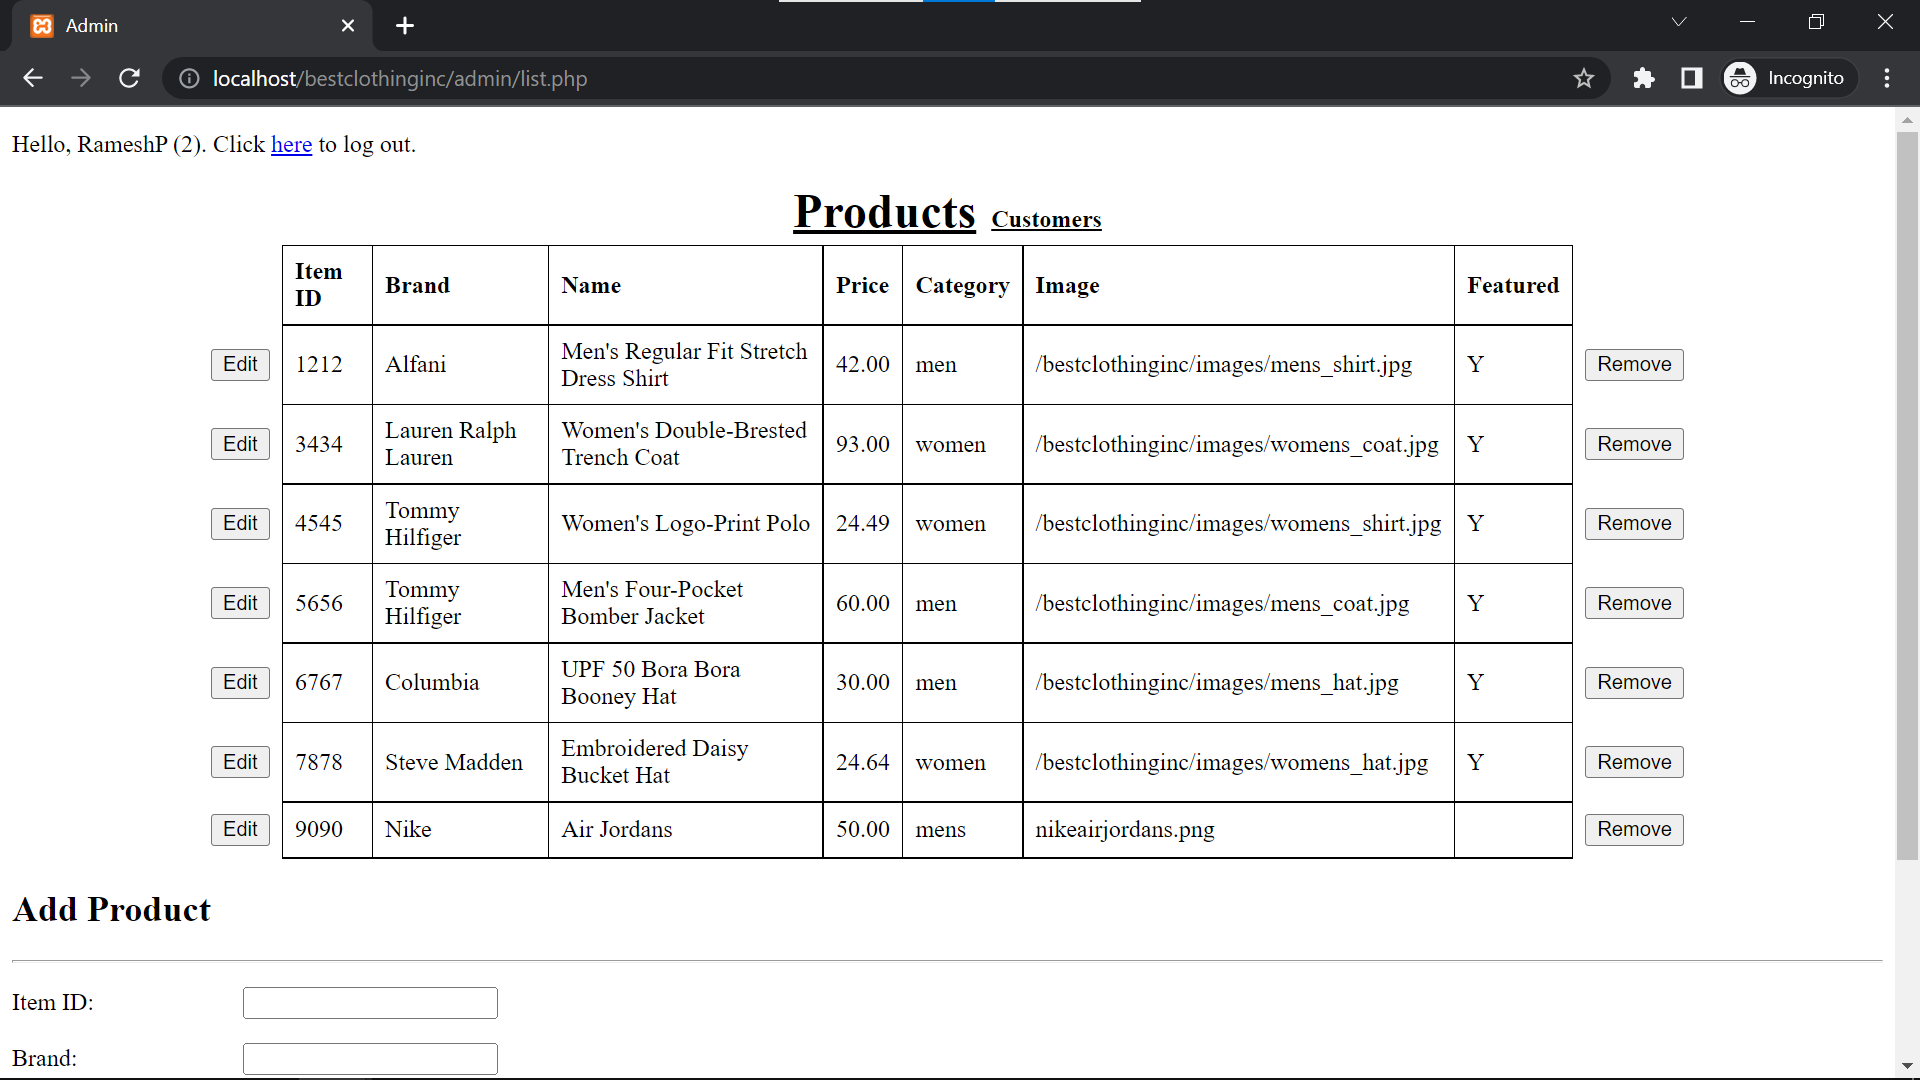 Admin
localhost/bestclothinginc/admin/list.php
Incognito
Hello, RameshP (2). Click here to log out.
Products Customers
Item ID Brand Name Price Category Image Featured
Edit 1212 Alfani Men's Regular Fit Stretch Dress Shirt 42.00 men /bestclothinginc/images/mens_shirt.jpg Y Remove
Edit 3434 Lauren Ralph Lauren Women's Double-Brested Trench Coat 93.00 women /bestclothinginc/images/womens_coat.jpg Y Remove
Edit 4545 Tommy Hilfiger Women's Logo-Print Polo 24.49 women /bestclothinginc/images/womens_shirt.jpg Y Remove
Edit 5656 Tommy Hilfiger Men's Four-Pocket Bomber Jacket 60.00 men /bestclothinginc/images/mens_coat.jpg Y Remove
Edit 6767 Columbia UPF 50 Bora Bora Booney Hat 30.00 men /bestclothinginc/images/mens_hat.jpg Y Remove
Edit 7878 Steve Madden Embroidered Daisy Bucket Hat 24.64 women /bestclothinginc/images/womens_hat.jpg Y Remove
Edit 9090 Nike Air Jordans 50.00 mens nikeairjordans.png Remove
Add Product
Item ID:
Brand: